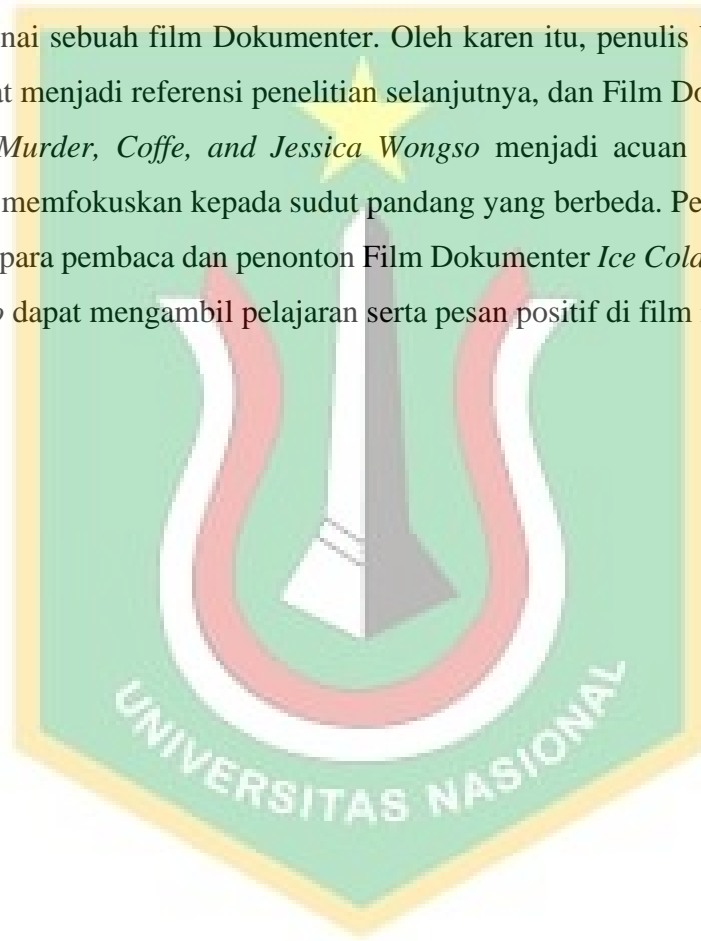 nai sebuah film Dokumenter. Oleh karen itu, penulis
at menjadi referensi penelitian selanjutnya, dan Film Do
Murder, Coffe, and Jessica Wongso menjadi acuan
memfokuskan kepada sudut pandang yang berbeda. Pe
para pembaca dan penonton Film Dokumenter Ice Cola
o dapat mengambil pelajaran serta pesan positif di film
UNIVERSITAS NASIONAL